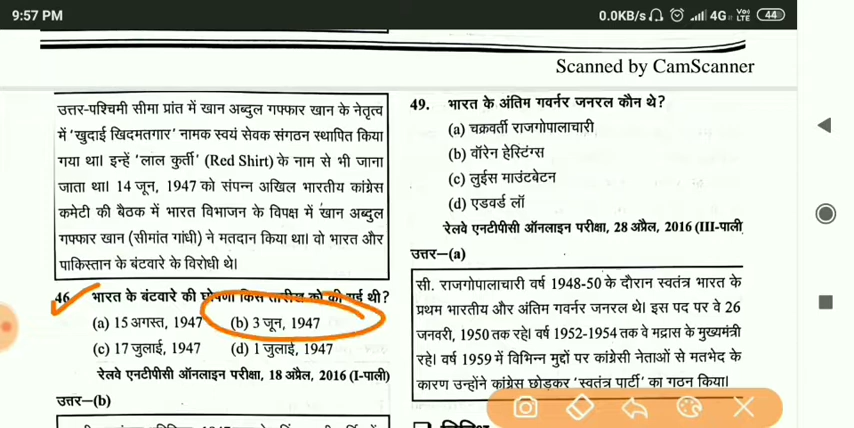 9:57 PM
0.0KB/s 4G VoLTE 44
Scanned by CamScanner
उत्तर-पश्चिमी सीमा प्रांत में खान अब्दुल गफ्फार खान के नेतृत्व
में 'खुदाई खिदमतगार' नामक स्वयं सेवक संगठन स्थापित किया
गया था। इन्हें 'लाल कुर्ती' (Red Shirt) के नाम से भी जाना
जाता था। 14 जून, 1947 को संपन्न अखिल भारतीय कांग्रेस
कमेटी की बैठक में भारत विभाजन के विपक्ष में खान अब्दुल
गफ्फार खान (सीमांत गांधी) ने मतदान किया था। वो भारत और
पाकिस्तान के बंटवारे के विरोधी थे।
46. भारत के बंटवारे की घोषणा किस तारीख को की गई थी?
(a) 15 अगस्त, 1947 (b) 3 जून, 1947
(c) 17 जुलाई, 1947 (d) 1 जुलाई, 1947
रेलवे एनटीपीसी ऑनलाइन परीक्षा, 18 अप्रैल, 2016 (I-पाली)
उत्तर—(b)
49. भारत के अंतिम गवर्नर जनरल कौन थे?
(a) चक्रवर्ती राजगोपालाचारी
(b) वॉरेन हेस्टिंग्स
(c) लुईस माउंटबेटन
(d) एडवर्ड लॉ
रेलवे एनटीपीसी ऑनलाइन परीक्षा, 28 अप्रैल, 2016 (III-पाली
उत्तर—(a)
सी. राजगोपालाचारी वर्ष 1948-50 के दौरान स्वतंत्र भारत के
प्रथम भारतीय और अंतिम गवर्नर जनरल थे। इस पद पर वे 26
जनवरी, 1950 तक रहे। वर्ष 1952-1954 तक वे मद्रास के मुख्यमंत्री
रहे। वर्ष 1959 में विभिन्न मुद्दों पर कांग्रेसी नेताओं से मतभेद के
कारण उन्होंने कांग्रेस छोड़कर 'स्वतंत्र पार्टी' का गठन किया।